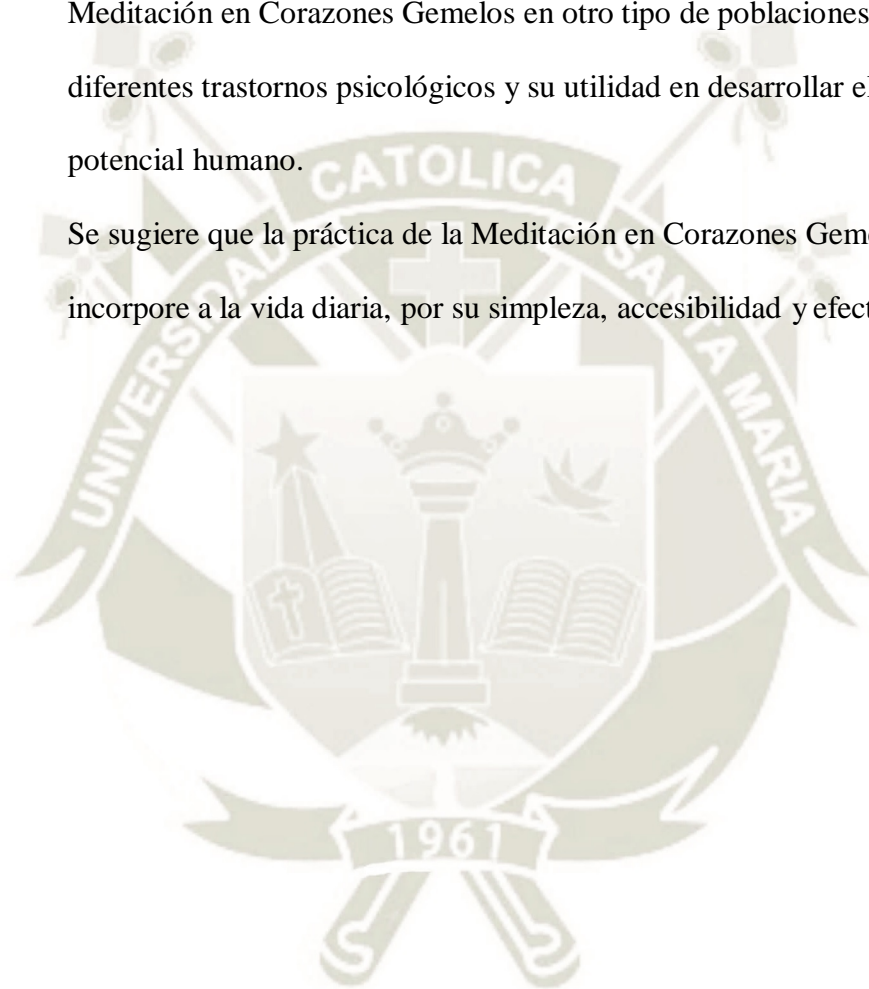 Meditación en Corazones Gemelos en otro tipo de poblaciones
diferentes trastornos psicológicos y su utilidad en desarrollar el
potencial humano.
Se sugiere que la práctica de la Meditación en Corazones
incorpore a la vida diaria, por su simpleza, accesibilidad y
UNIVERSIDAD CATOLICA SANTA MARIA
1961